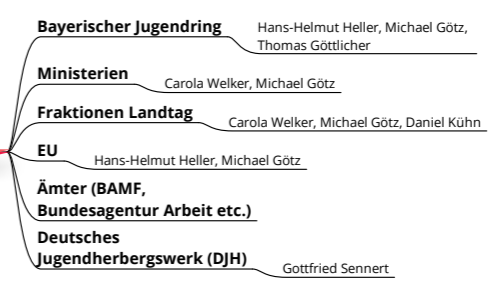 Bayerischer Jugendring
Hans-Helmut Heller, Michael Götz,
Thomas Göttlicher
Ministerien
Carola Welker, Michael Götz
Fraktionen Landtag
Carola Welker, Michael Götz, Daniel Kühn
EU
Hans-Helmut Heller, Michael Götz
Ämter (BAMF,
Bundesagentur Arbeit etc.)
Deutsches
Jugendherbergswerk (DJH)
Gottfried Sennert